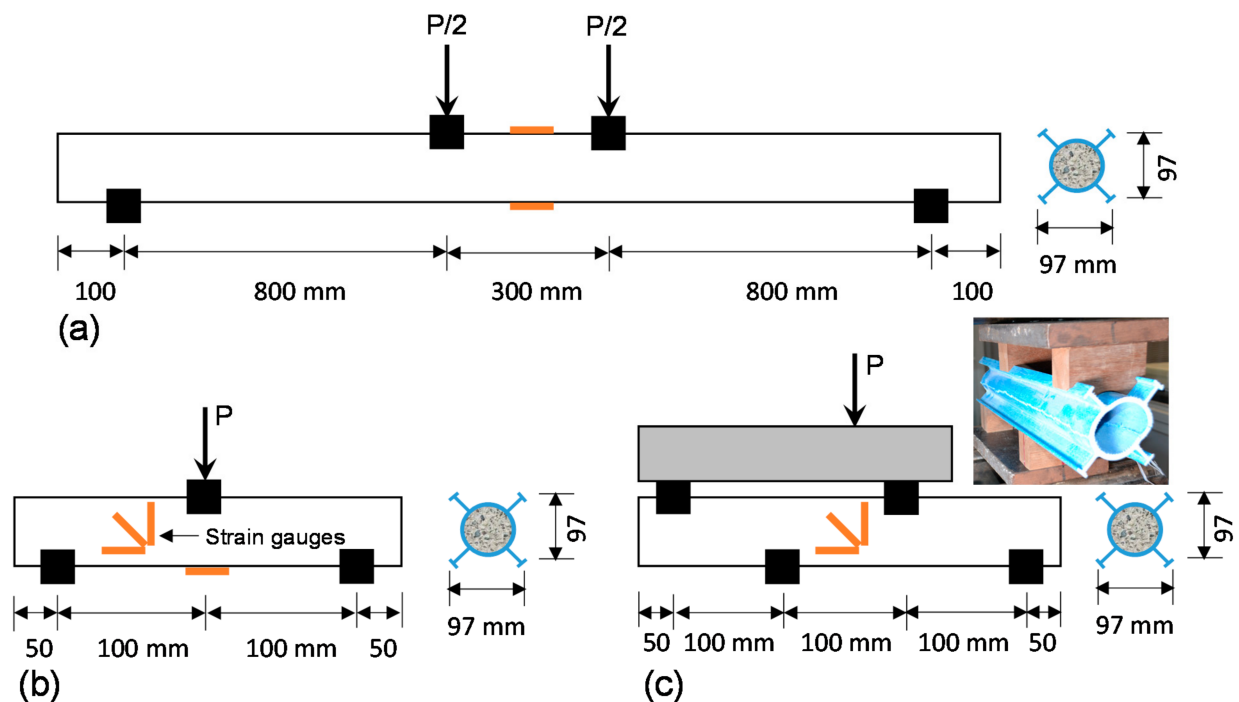 P/2 P/2
97
97 mm
100 800 mm 300 mm 800 mm 100
(a)
P
Strain gauges
97
97 mm
50 100 mm 100 mm 50
(b)
P
97
97 mm
50 100 mm 100 mm 100 mm 50
(c)